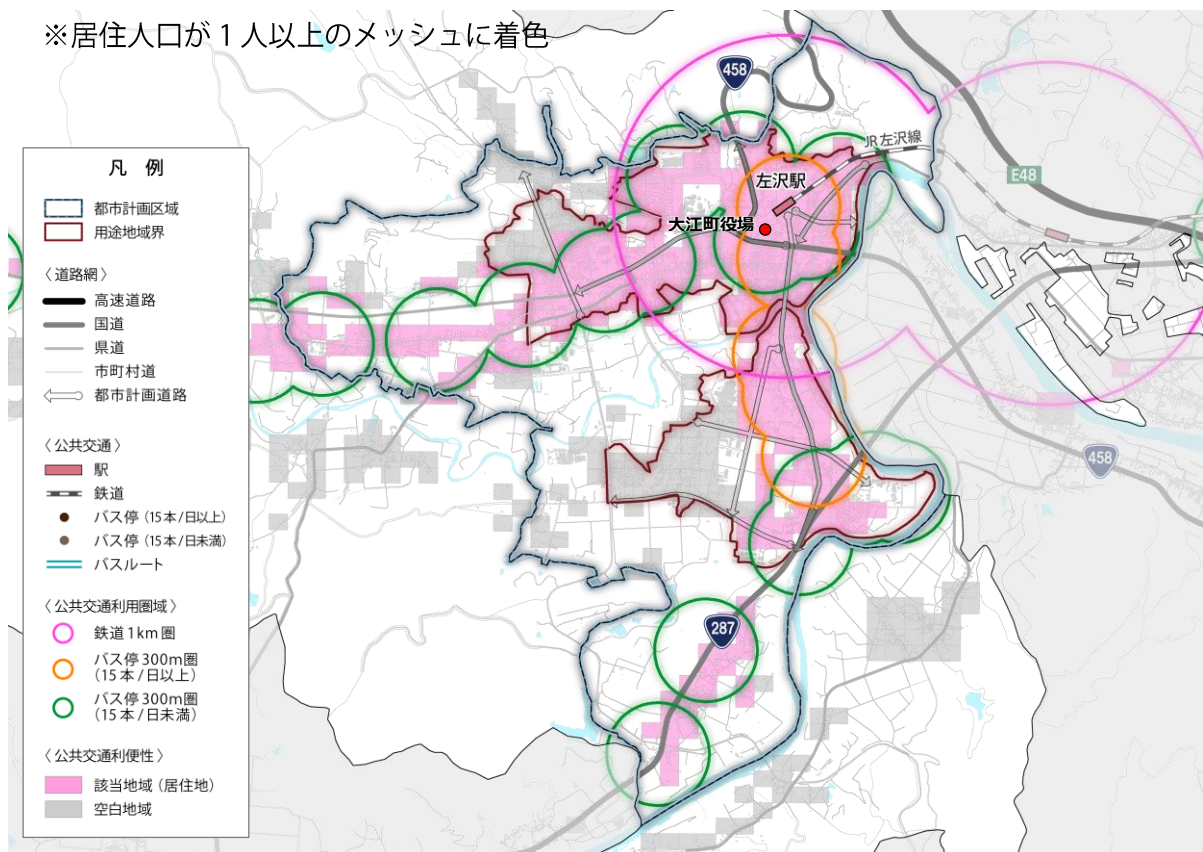 ※居住人口が1人以上のメッシュに着色
凡 例
都市計画区域
用途地域界
〈道路網〉
高速道路
国道
県道
市町村道
都市計画道路
〈公共交通〉
駅
鉄道
バス停（15本/日以上）
バス停（15本/日未満）
バスルート
〈公共交通利用圏域〉
鉄道1km圏
バス停300m圏
（15本/日以上）
バス停300m圏
（15本/日未満）
〈公共交通利便性〉
該当地域（居住地）
空白地域
458
JR左沢線
E48
左沢駅
大江町役場
458
287